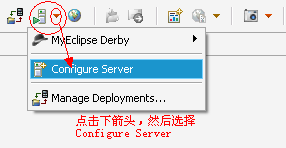 MyEclipse Derby
Configure Server
Manage Deployments...
点击下箭头，然后选择
Configure Server